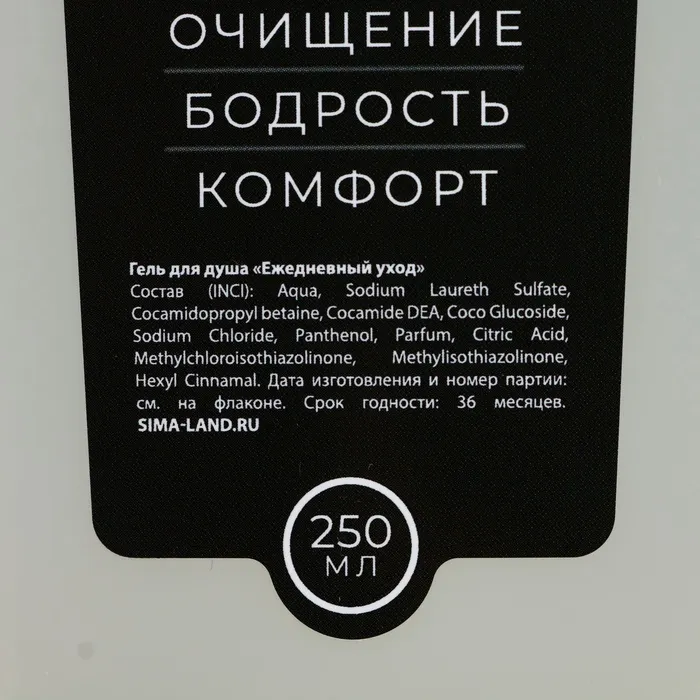 ОЧИЩЕНИЕ
БОДРОСТЬ
КОМФОРТ
Гель для душа «Ежедневный уход»
Состав (INCI): Aqua, Sodium Laureth Sulfate,
Cocamidopropyl betaine, Cocamide DEA, Coco Glucoside,
Sodium Chloride, Panthenol, Parfum, Citric Acid,
Methylchloroisothiazolinone, Methylisothiazolinone,
Hexyl Cinnamal. Дата изготовления и номер партии:
см. на флаконе. Срок годности: 36 месяцев.
SIMA-LAND.RU
250
МЛ